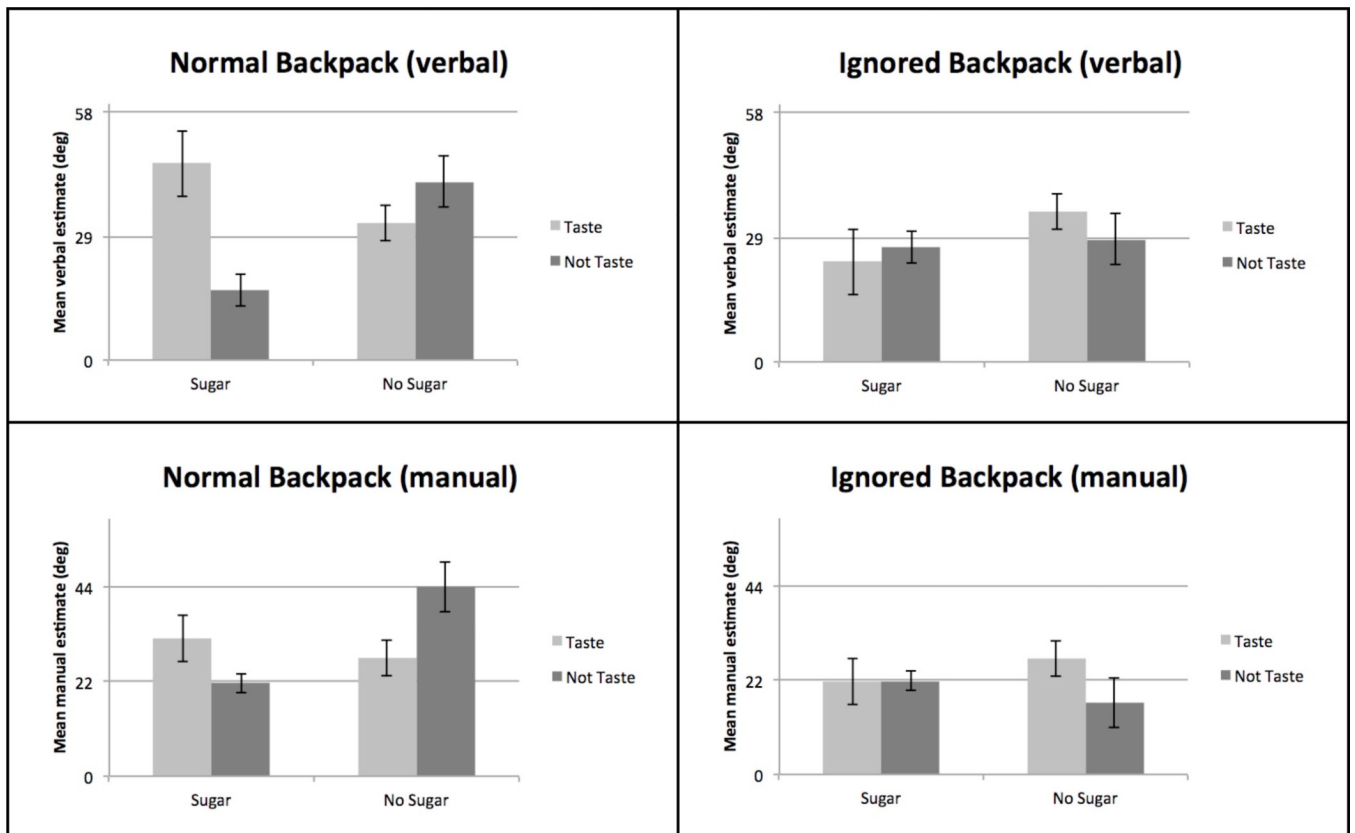 Normal Backpack (verbal)
Mean verbal estimate (deg)
58
29
0
Sugar
No Sugar
Taste
Not Taste
Ignored Backpack (verbal)
Mean verbal estimate (deg)
58
29
0
Sugar
No Sugar
Taste
Not Taste
Normal Backpack (manual)
Mean manual estimate (deg)
44
22
0
Sugar
No Sugar
Taste
Not Taste
Ignored Backpack (manual)
Mean manual estimate (deg)
44
22
0
Sugar
No Sugar
Taste
Not Taste